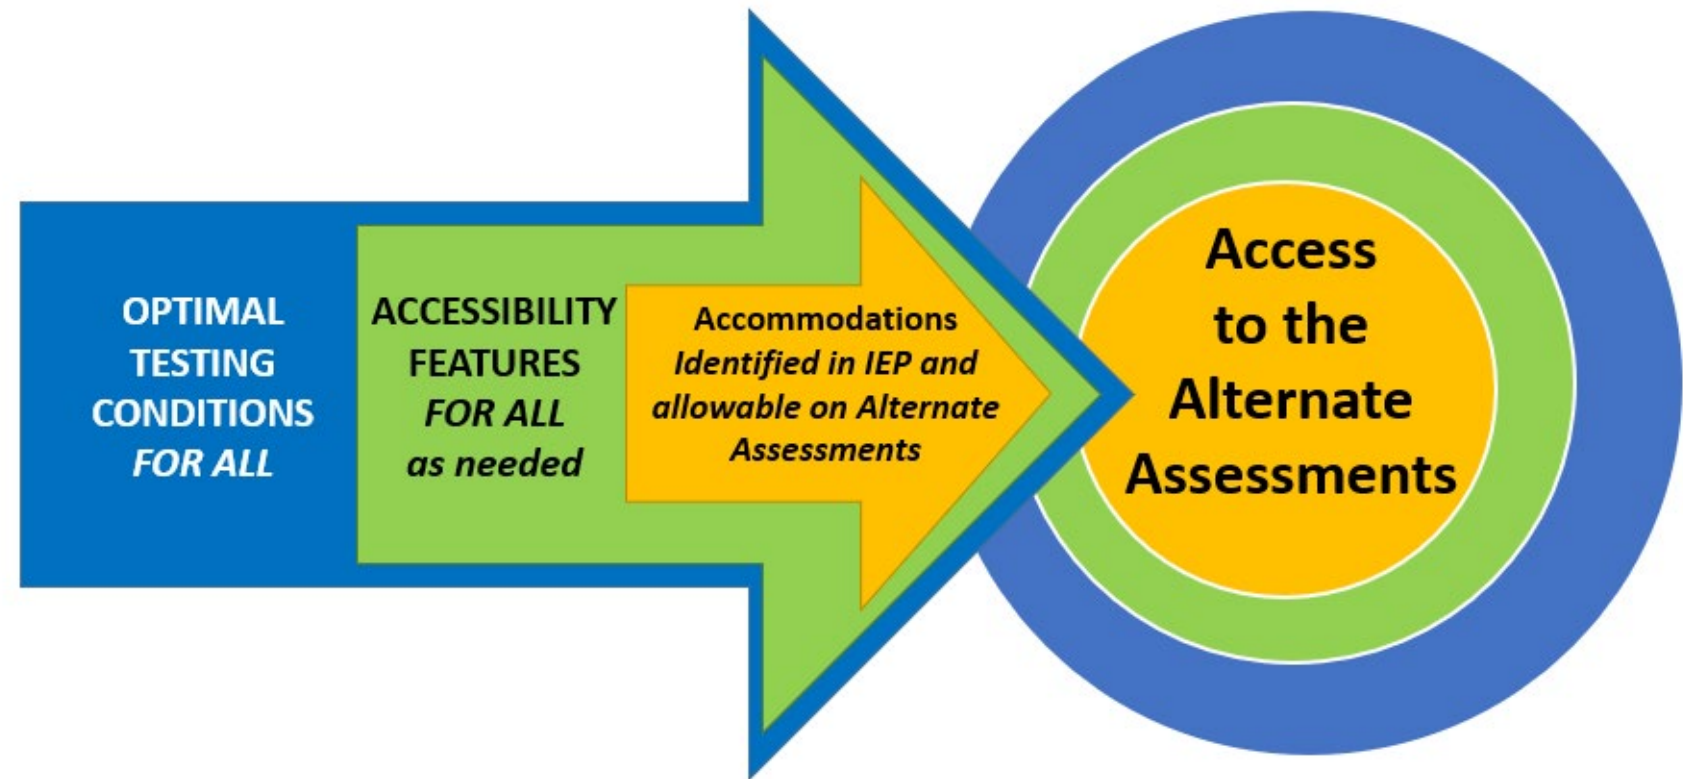 OPTIMAL
TESTING
CONDITIONS
FOR ALL
ACCESSIBILITY
FEATURES
FOR ALL
as needed
Accommodations
Identified in IEP and
allowable on Alternate
Assessments
Access
to the
Alternate
Assessments